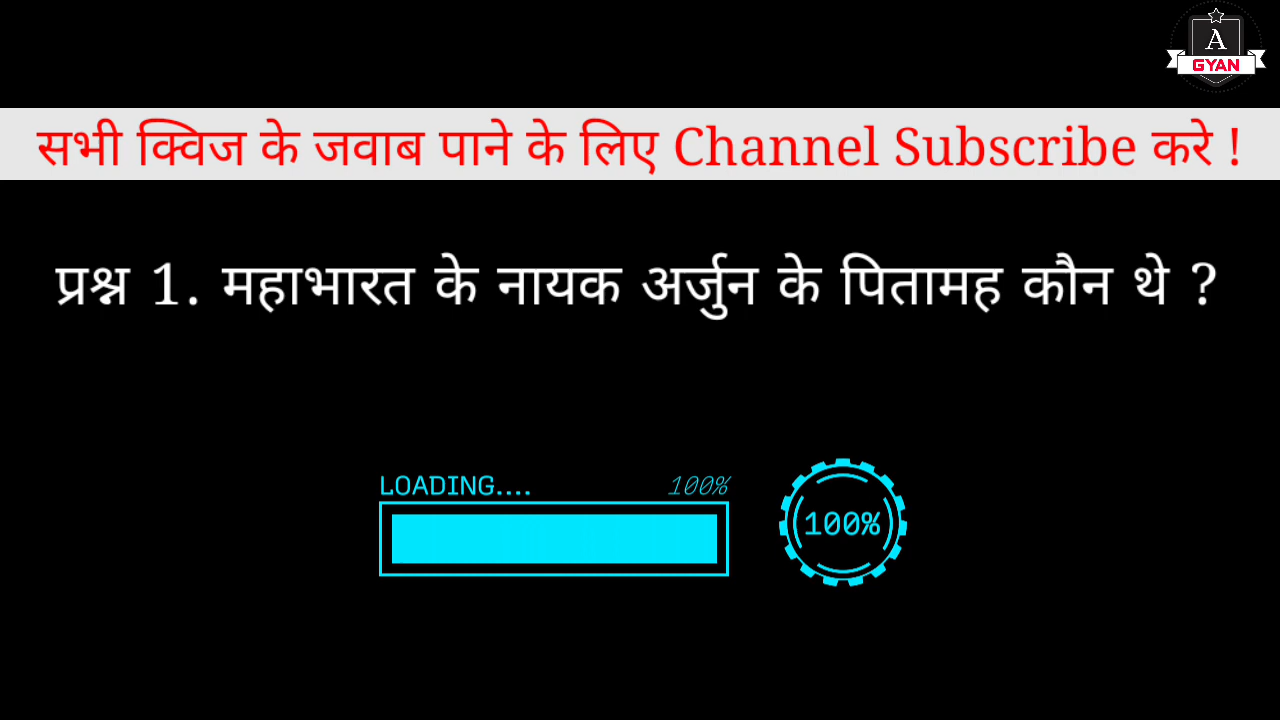 A
GYAN
सभी क्विज के जवाब पाने के लिए Channel Subscribe करे !
प्रश्न 1. महाभारत के नायक अर्जुन के पितामह कौन थे ?
LOADING.... 100%
100%